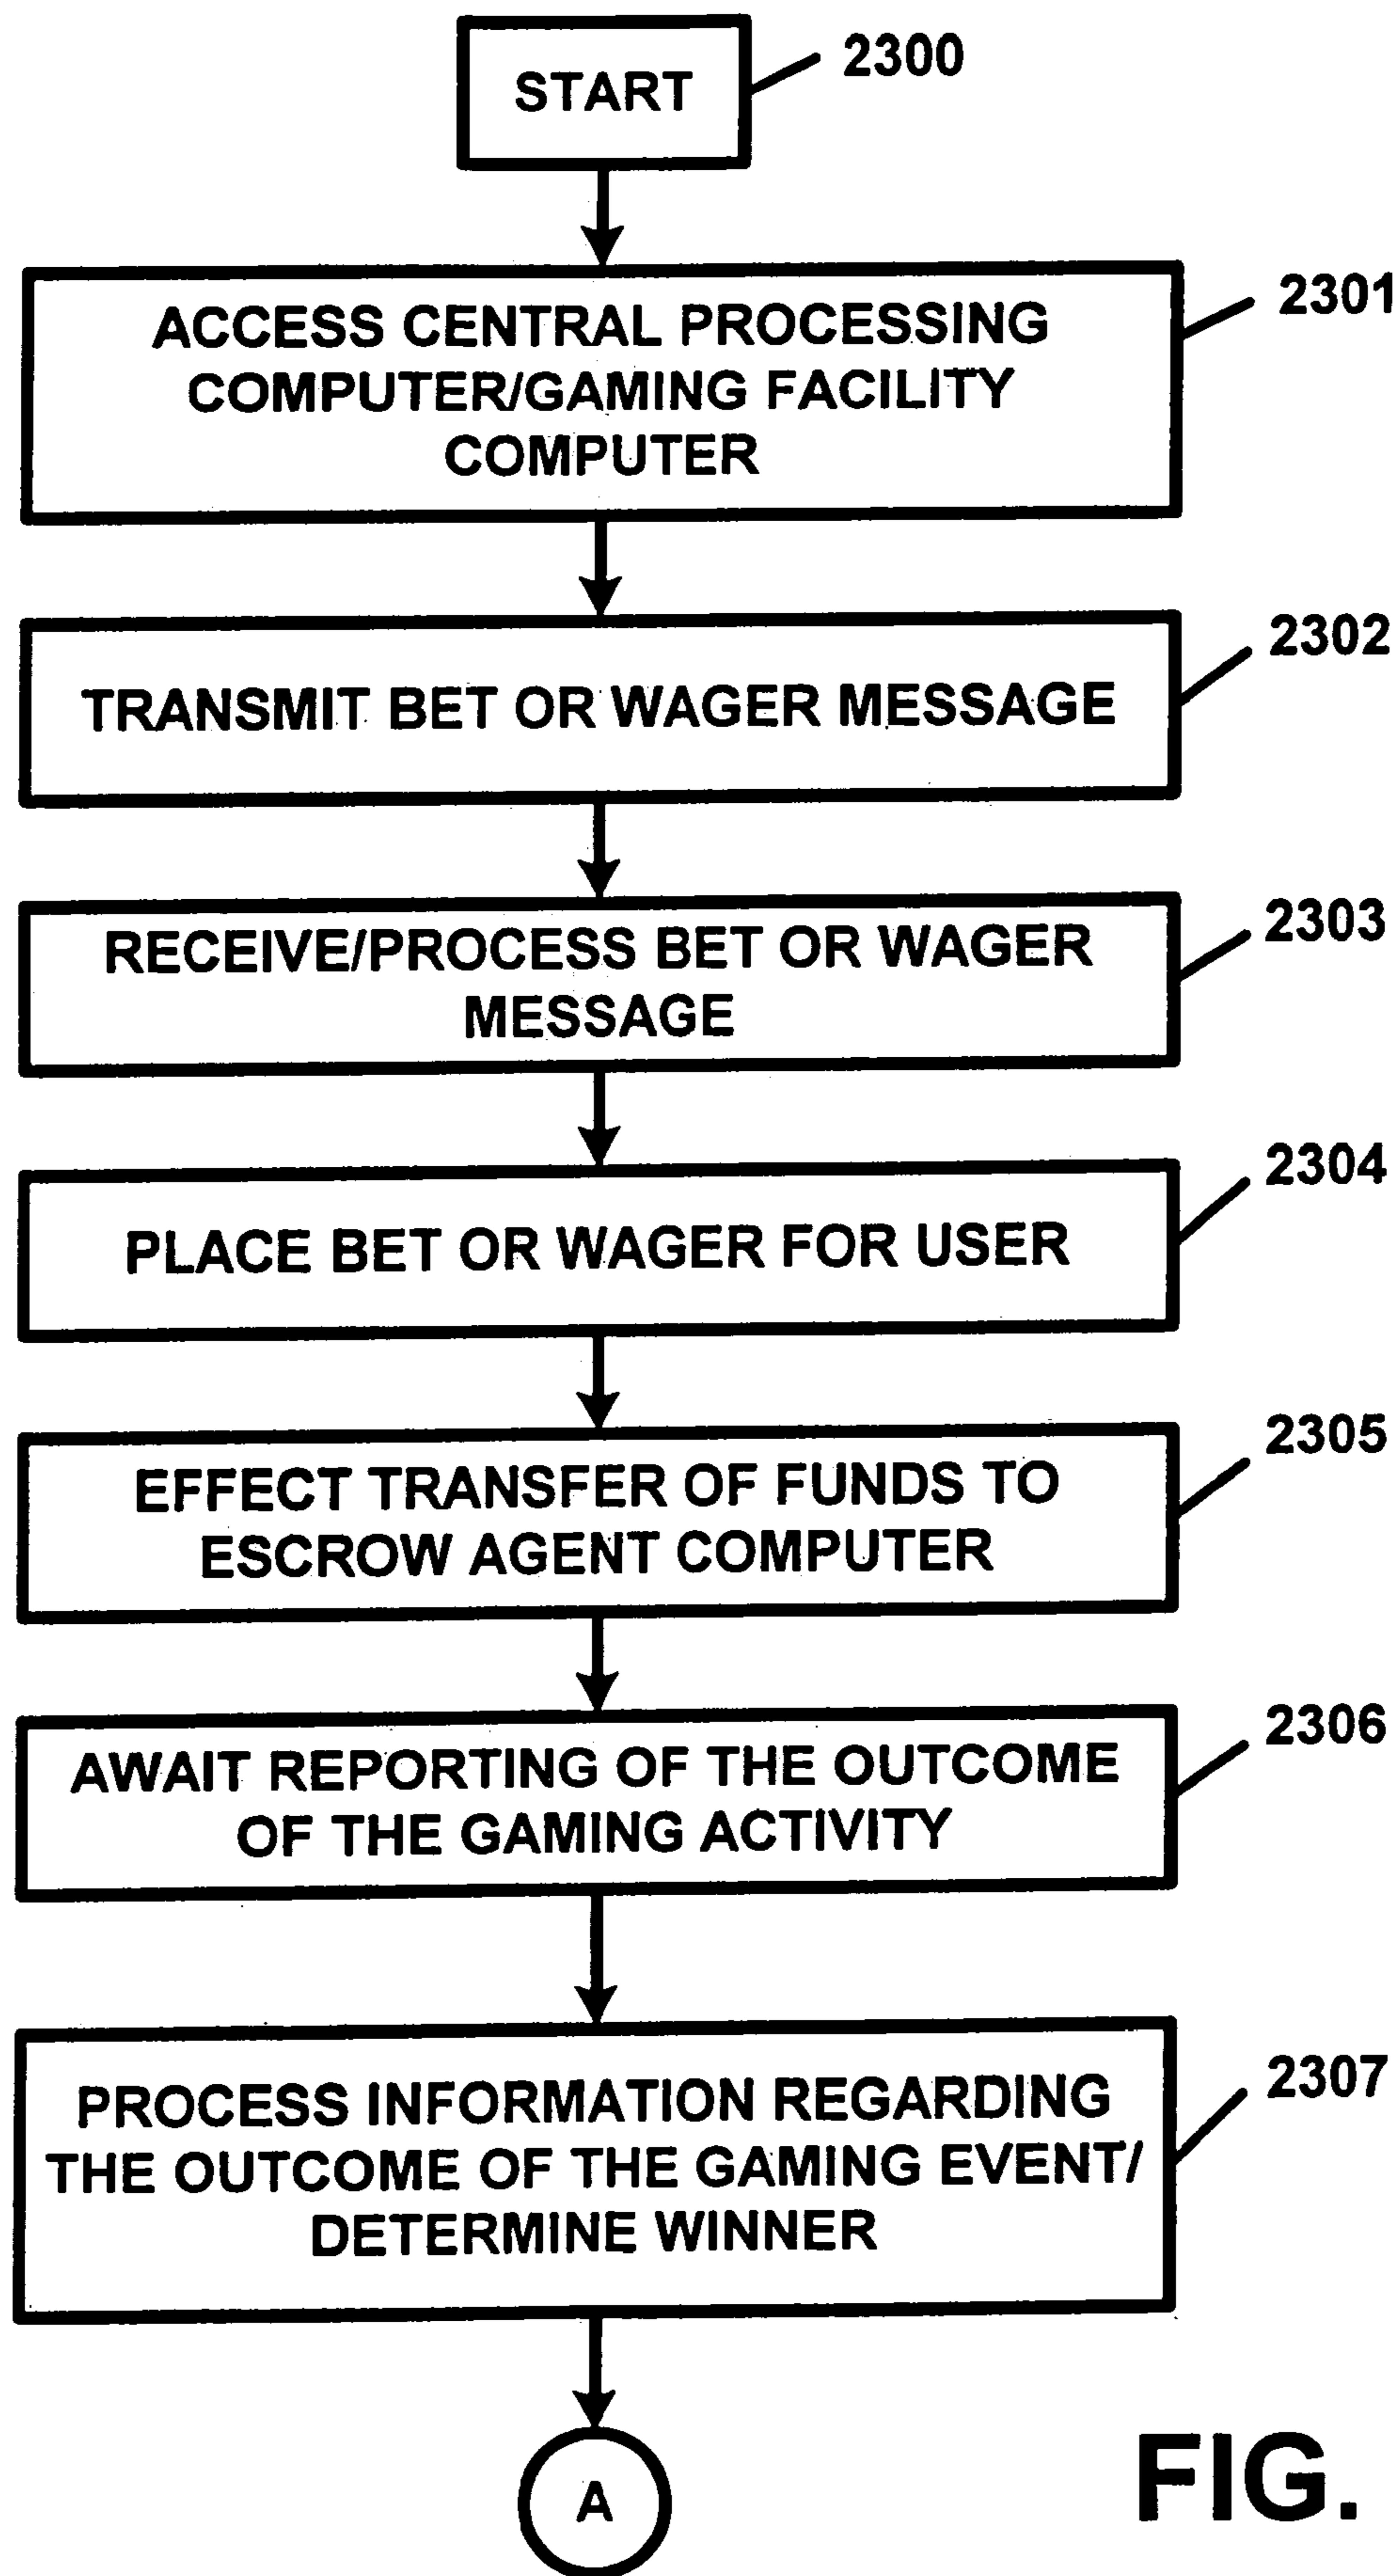 START
2300
ACCESS CENTRAL PROCESSING
COMPUTER/GAMING FACILITY
COMPUTER
2301
TRANSMIT BET OR WAGER MESSAGE
2302
RECEIVE/PROCESS BET OR WAGER
MESSAGE
2303
PLACE BET OR WAGER FOR USER
2304
EFFECT TRANSFER OF FUNDS TO
ESCROW AGENT COMPUTER
2305
AWAIT REPORTING OF THE OUTCOME
OF THE GAMING ACTIVITY
2306
PROCESS INFORMATION REGARDING
THE OUTCOME OF THE GAMING EVENT/
DETERMINE WINNER
2307
A
FIG.